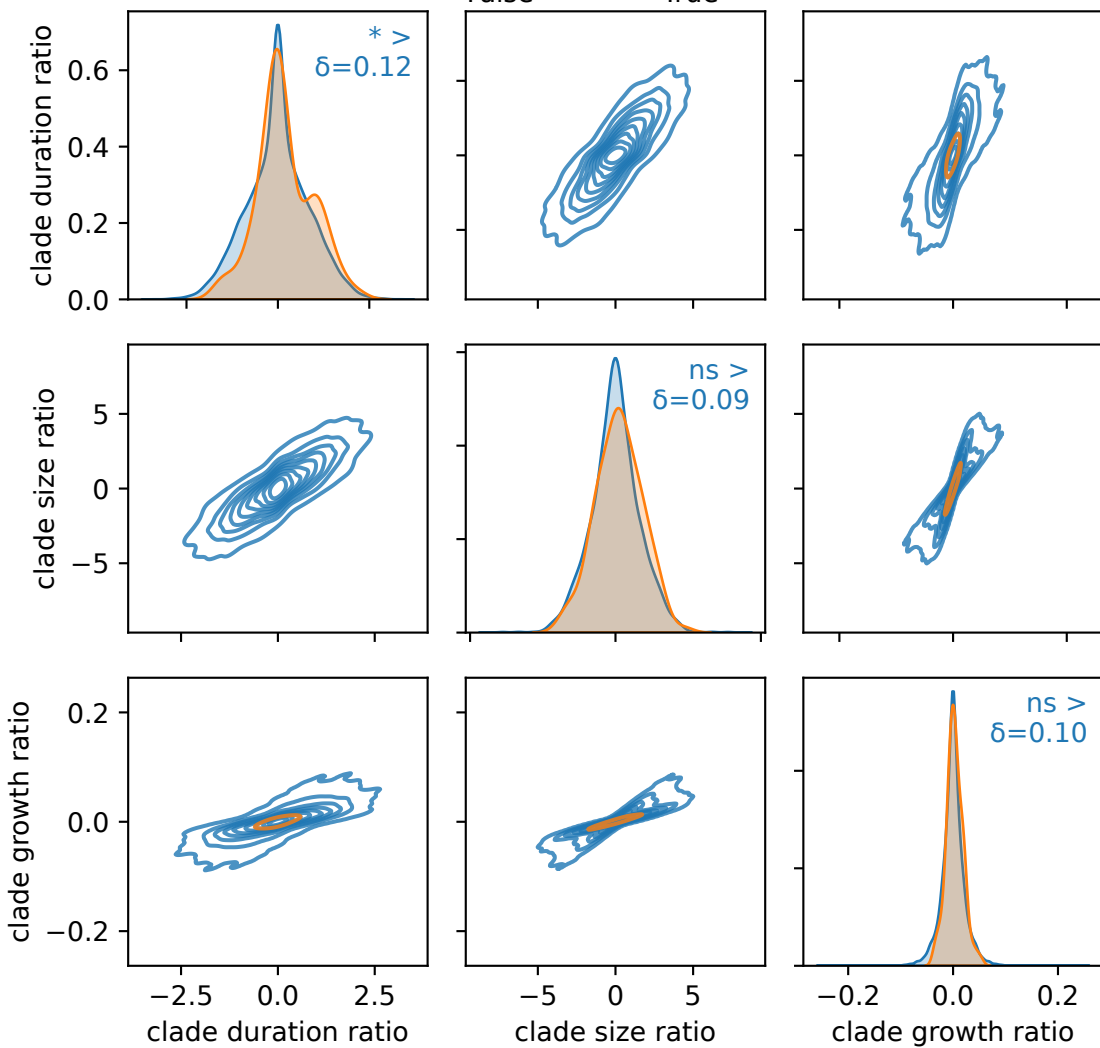 True
clade duration ratio
0.6
0.4
0.2
0.0
* >
δ=0.12
clade size ratio
5
0
−5
ns >
δ=0.09
clade growth ratio
0.2
0.0
−0.2
ns >
δ=0.10
−2.5 0.0 2.5
−5 0 5
−0.2 0.0 0.2
clade duration ratio
clade size ratio
clade growth ratio